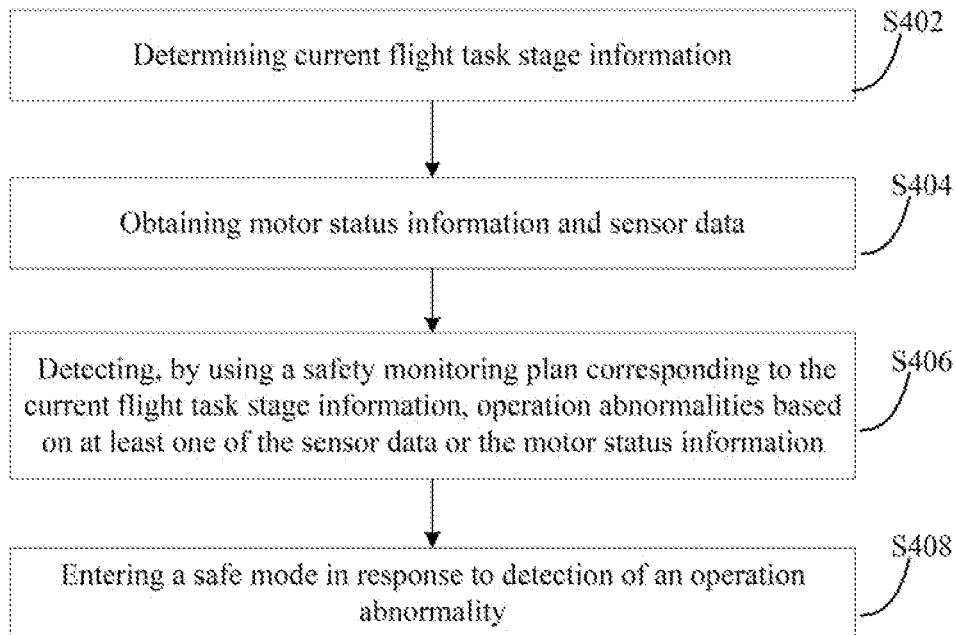 S402
Determining current flight task stage information
S404
Obtaining motor status information and sensor data
S406
Detecting, by using a safety monitoring plan corresponding to the
current flight task stage information, operation abnormalities based
on at least one of the sensor data or the motor status information
S408
Entering a safe mode in response to detection of an operation
abnormality